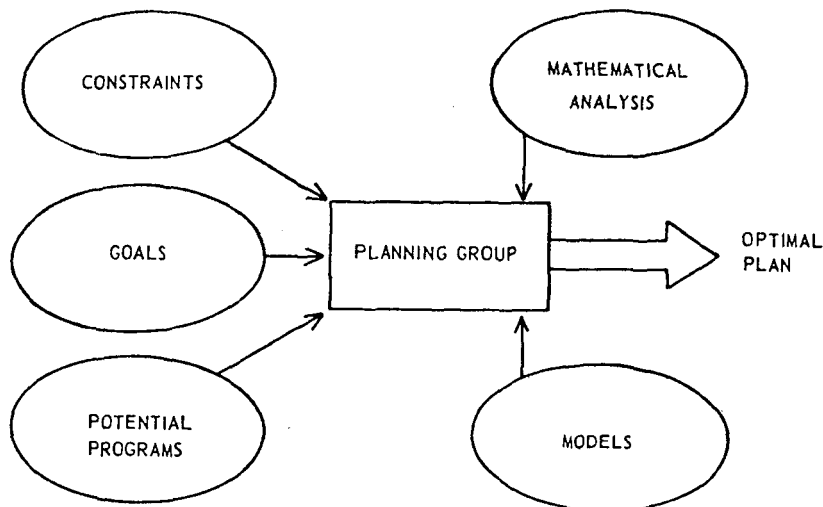 CONSTRAINTS
MATHEMATICAL
ANALYSIS
GOALS
PLANNING GROUP
OPTIMAL
PLAN
POTENTIAL
PROGRAMS
MODELS